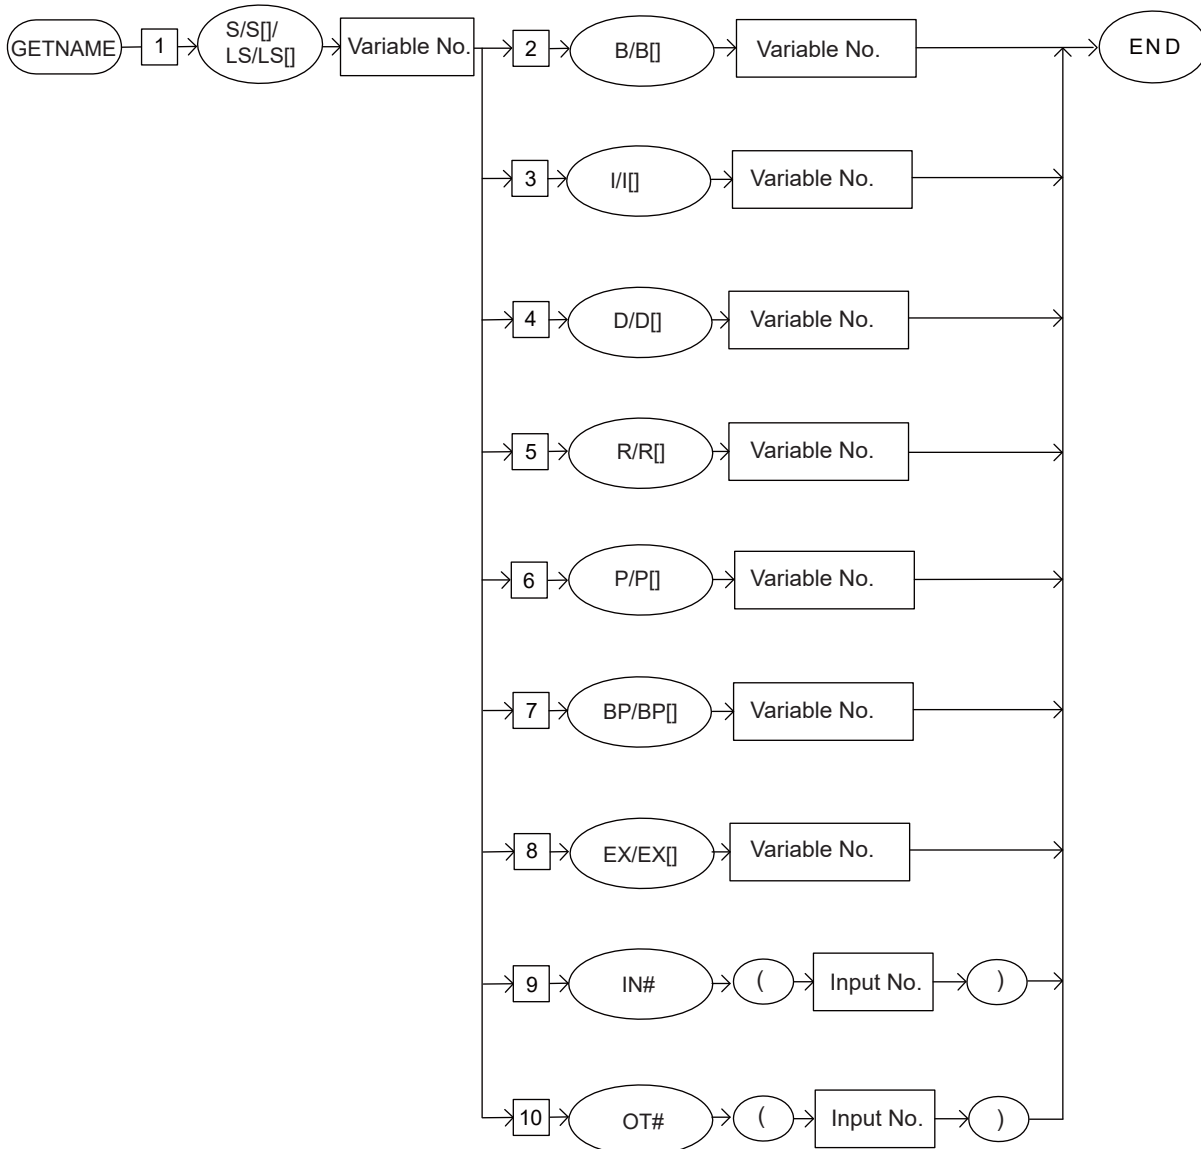 GETNAME
1
S/S[]/
LS/LS[]
Variable No.
2
B/B[]
Variable No.
END
3
I/I[]
Variable No.
4
D/D[]
Variable No.
5
R/R[]
Variable No.
6
P/P[]
Variable No.
7
BP/BP[]
Variable No.
8
EX/EX[]
Variable No.
9
IN#
(
Input No.
)
10
OT#
(
Input No.
)